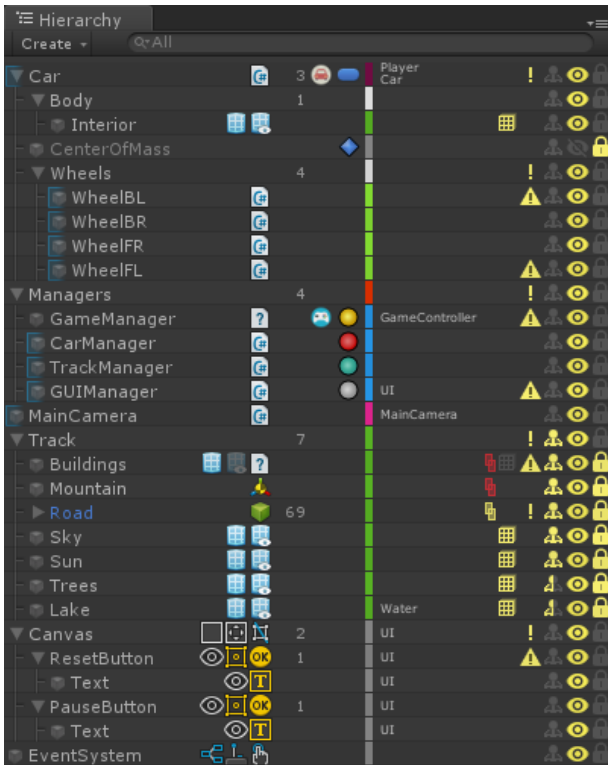 Hierarchy
Create All
Car C# 3 Player
Car
Body 1
Interior
CenterOfMass
Wheels 4 !
WheelBL C# !
WheelBR C#
WheelFR C#
WheelFL C# !
Managers 4 !
GameManager ? GameController !
CarManager C#
TrackManager C#
GUIManager C# UI !
MainCamera C# MainCamera
Track 7 !
Buildings ? !
Mountain
Road 69 !
Sky
Sun
Trees
Lake Water
Canvas 2 UI !
ResetButton OK 1 UI !
Text T UI
PauseButton OK 1 UI
Text T UI
EventSystem